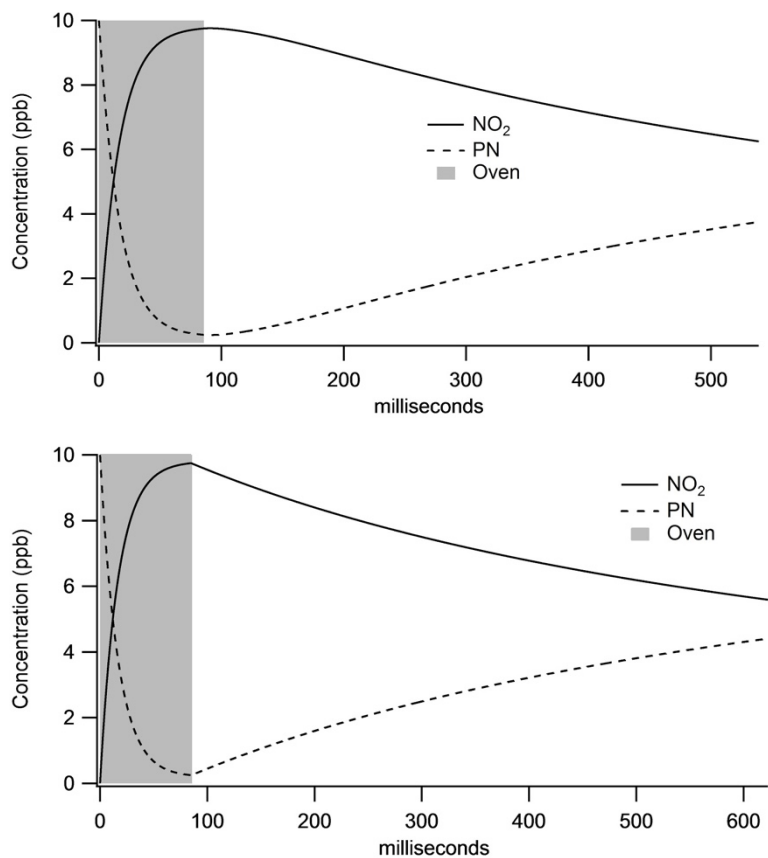 10
8
6
4
2
0
Concentration (ppb)
NO2
PN
Oven
0 100 200 300 400 500
milliseconds
10
8
6
4
2
0
Concentration (ppb)
NO2
PN
Oven
0 100 200 300 400 500 600
milliseconds